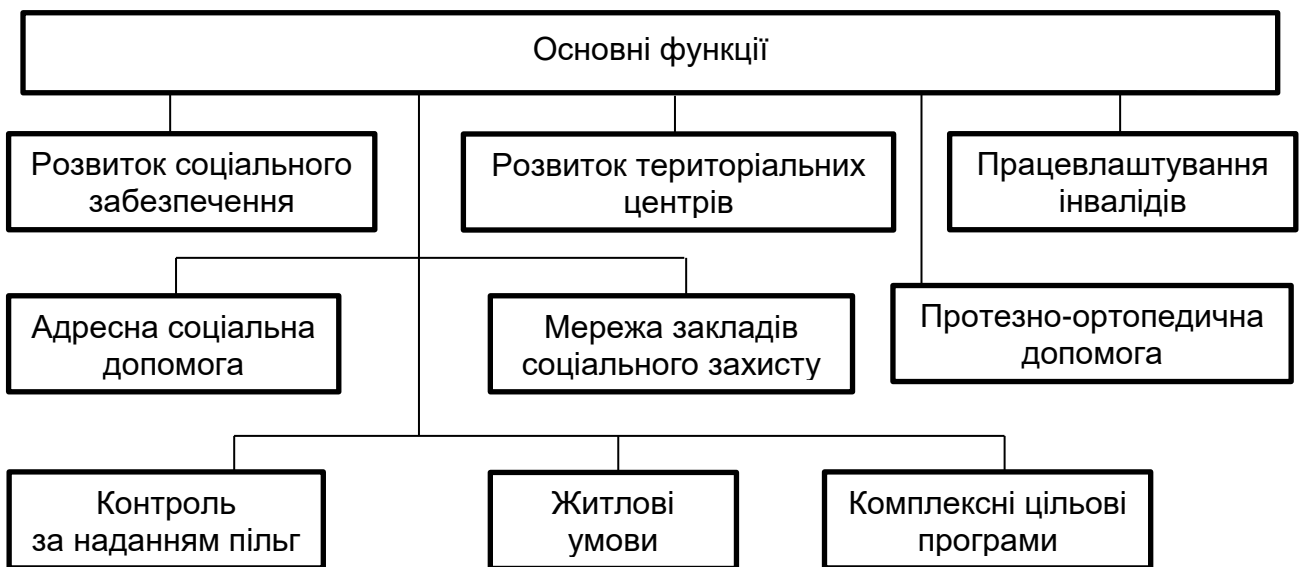 Основні функції
Розвиток соціального
забезпечення
Розвиток територіальних
центрів
Працевлаштування
інвалідів
Адресна соціальна
допомога
Мережа закладів
соціального захисту
Протезно-ортопедична
допомога
Контроль
за наданням пільг
Житлові
умови
Комплексні цільові
програми